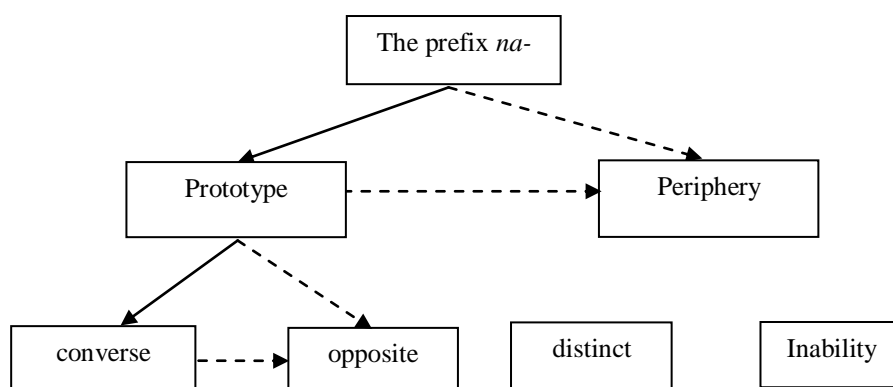 The prefix na-
Prototype
Periphery
converse
opposite
distinct
Inability